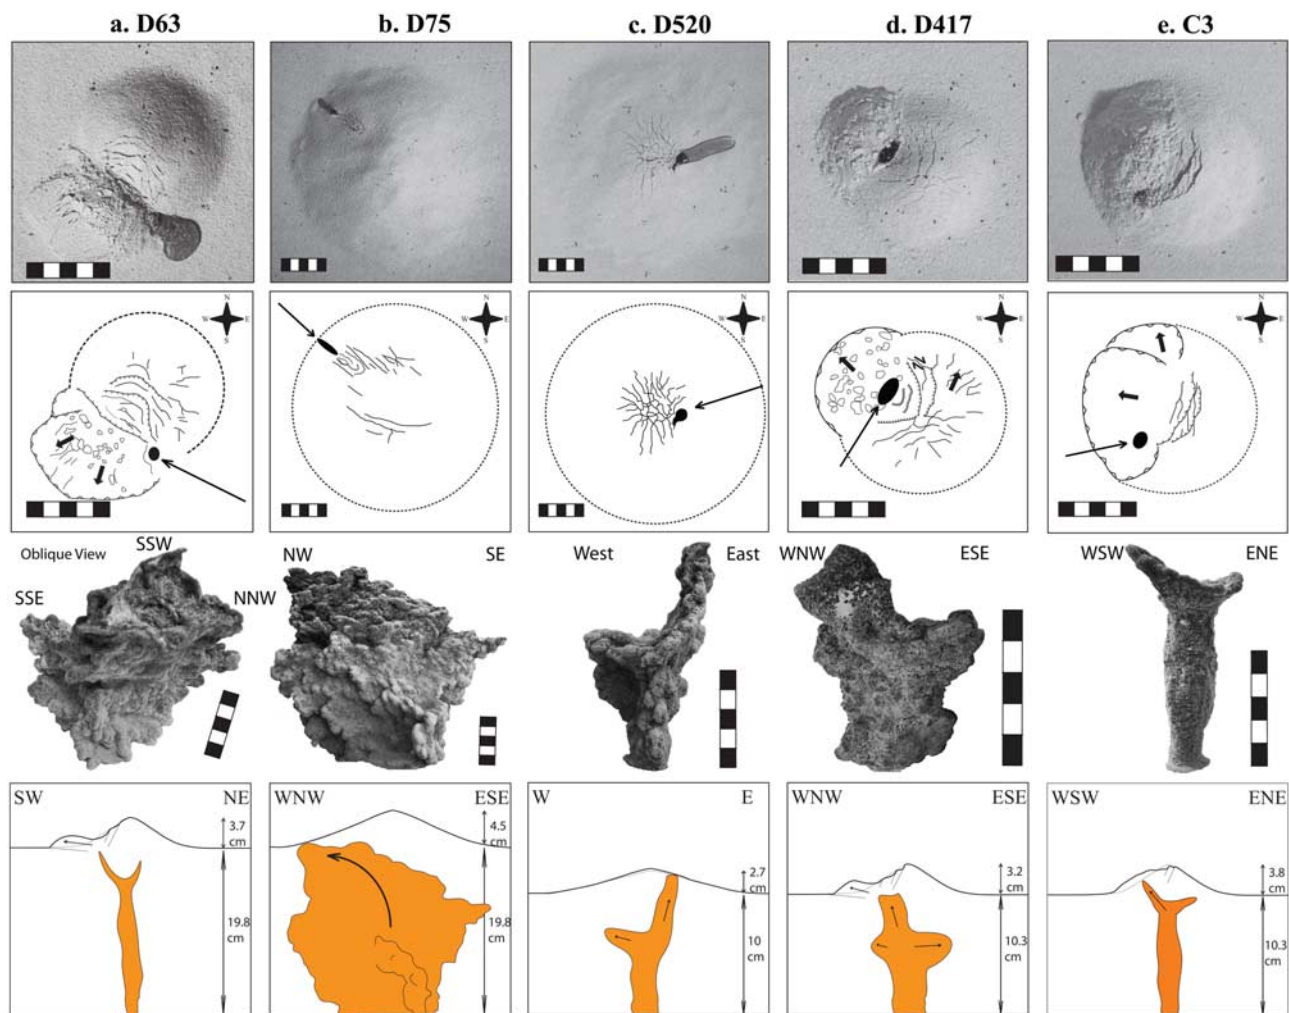 a. D63
b. D75
c. D520
d. D417
e. C3
N
W E
S
N
W E
S
N
W E
S
N
W E
S
N
W E
S
Oblique View
SSW
SSE
NNW
NW SE
West East
WNW ESE
WSW ENE
SW NE
3.7
cm
19.8
cm
WNW ESE
4.5
cm
19.8
cm
W E
2.7
cm
10
cm
WNW ESE
3.2
cm
10.3
cm
WSW ENE
3.8
cm
10.3
cm